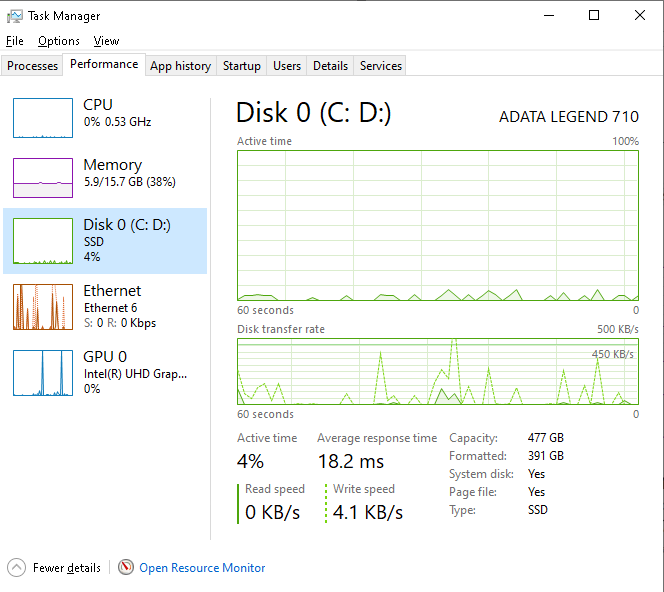 Task Manager
File Options View
Processes Performance App history Startup Users Details Services
CPU
0% 0.53 GHz
Memory
5.9/15.7 GB (38%)
Disk 0 (C: D:)
SSD
4%
Ethernet
Ethernet 6
S: 0 R: 0 Kbps
GPU 0
Intel(R) UHD Grap...
0%
Disk 0 (C: D:) ADATA LEGEND 710
Active time 100%
60 seconds 0
Disk transfer rate 500 KB/s
450 KB/s
60 seconds 0
Active time Average response time
4% 18.2 ms
Read speed Write speed
0 KB/s 4.1 KB/s
Capacity: 477 GB
Formatted: 391 GB
System disk: Yes
Page file: Yes
Type: SSD
Fewer details Open Resource Monitor